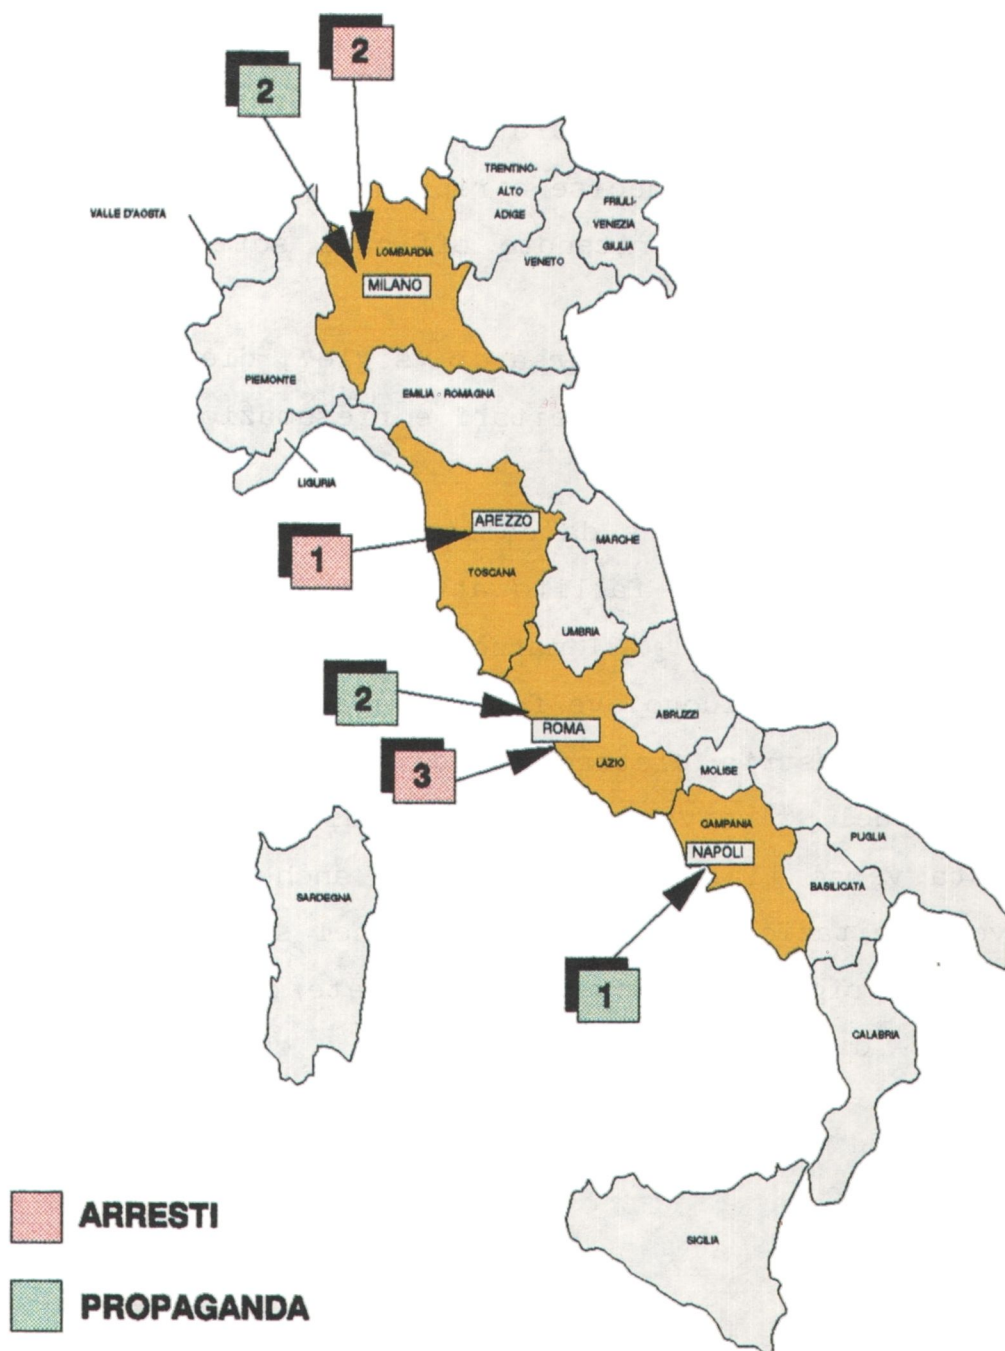 2
2
TRENTINO-
ALTO
ADIGE
FRIULI-
VENEZIA
GIULIA
VALLE D'AOSTA
LOMBARDIA
VENETO
MILANO
PIEMONTE
EMILIA - ROMAGNA
LIGURIA
AREZZO
MARCHE
1
TOSCANA
UMBRIA
2
ABRUZZI
ROMA
LAZIO
MOLISE
3
CAMPANIA
PUGLIA
NAPOLI
BASILICATA
SARDEGNA
1
CALABRIA
ARRESTI
SICILIA
PROPAGANDA